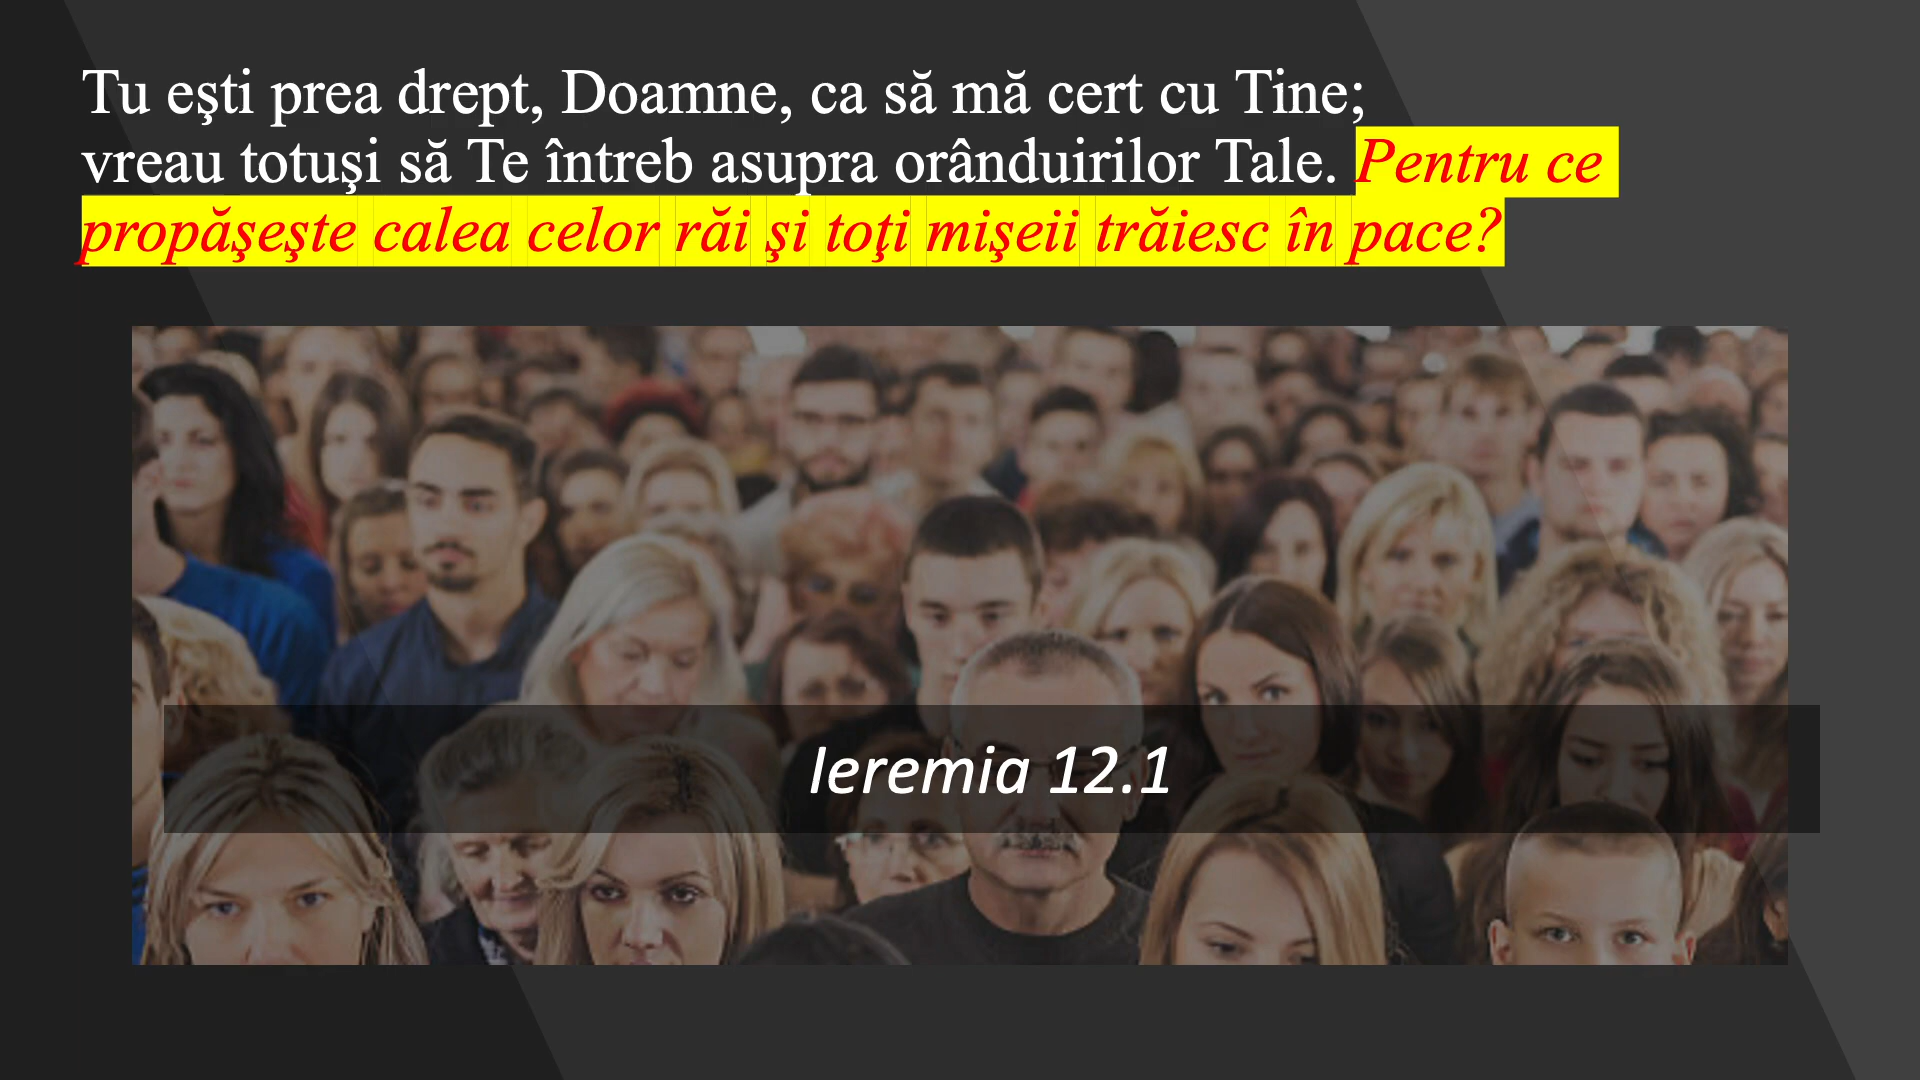 Tu eşti prea drept, Doamne, ca să mă cert cu Tine;
vreau totuşi să Te întreb asupra orânduirilor Tale. Pentru ce
propăşeşte calea celor răi şi toţi mişeii trăiesc în pace?
Ieremia 12.1